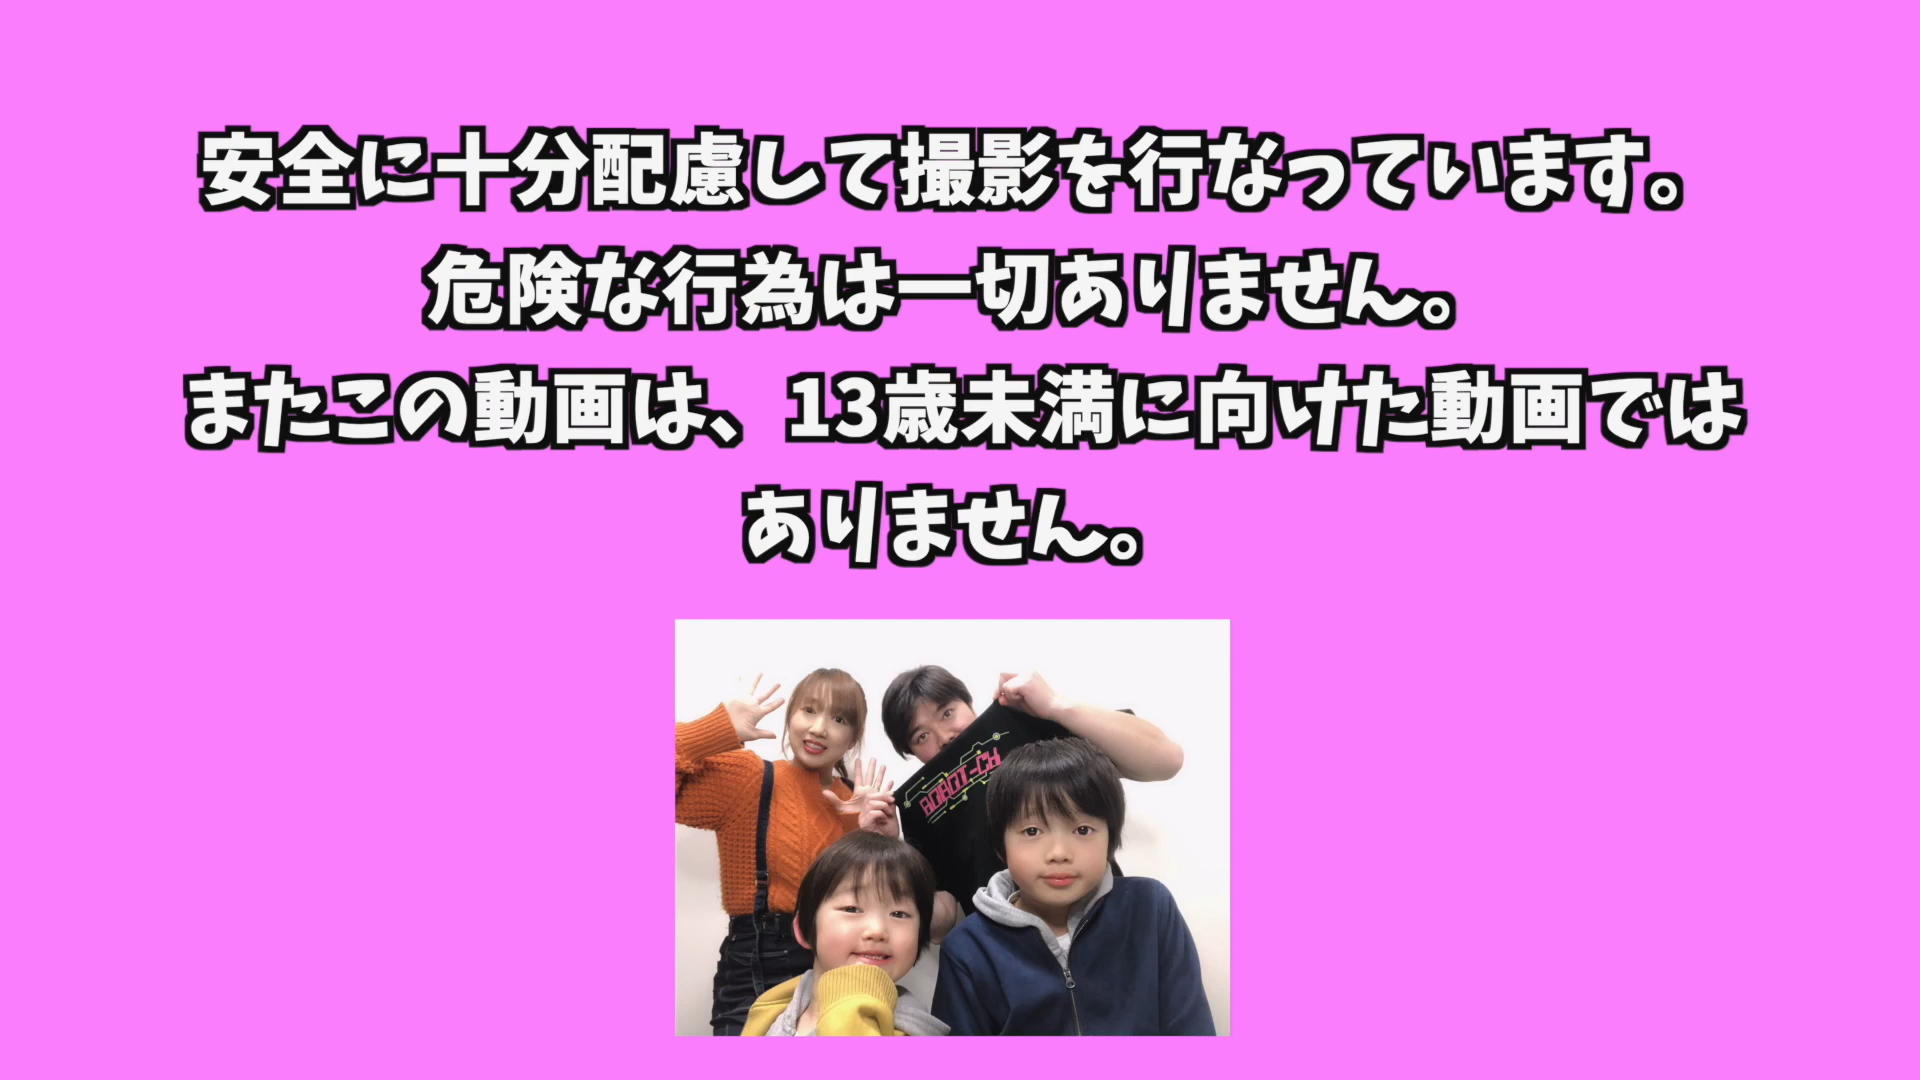 安全に十分配慮して撮影を行なっています。
危険な行為は一切ありません。
またこの動画は、13歳未満に向けた動画では
ありません。
ROBOT-CH